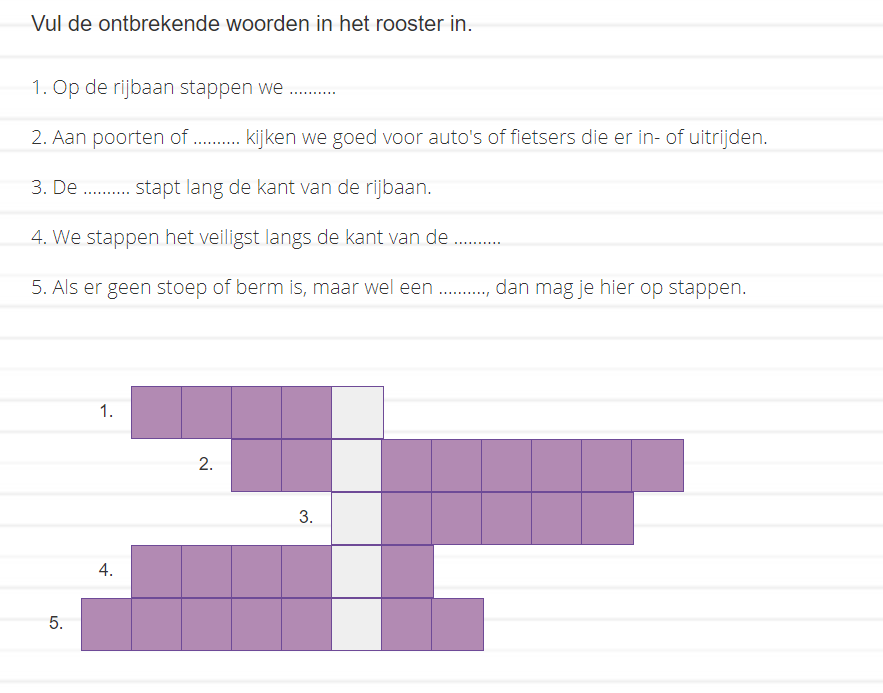 Vul de ontbrekende woorden in het rooster in.
1. Op de rijbaan stappen we ..........
2. Aan poorten of .......... kijken we goed voor auto's of fietsers die er in- of uitrijden.
3. De .......... stapt lang de kant van de rijbaan.
4. We stappen het veiligst langs de kant van de ..........
5. Als er geen stoep of berm is, maar wel een .........., dan mag je hier op stappen.
1.
2.
3.
4.
5.